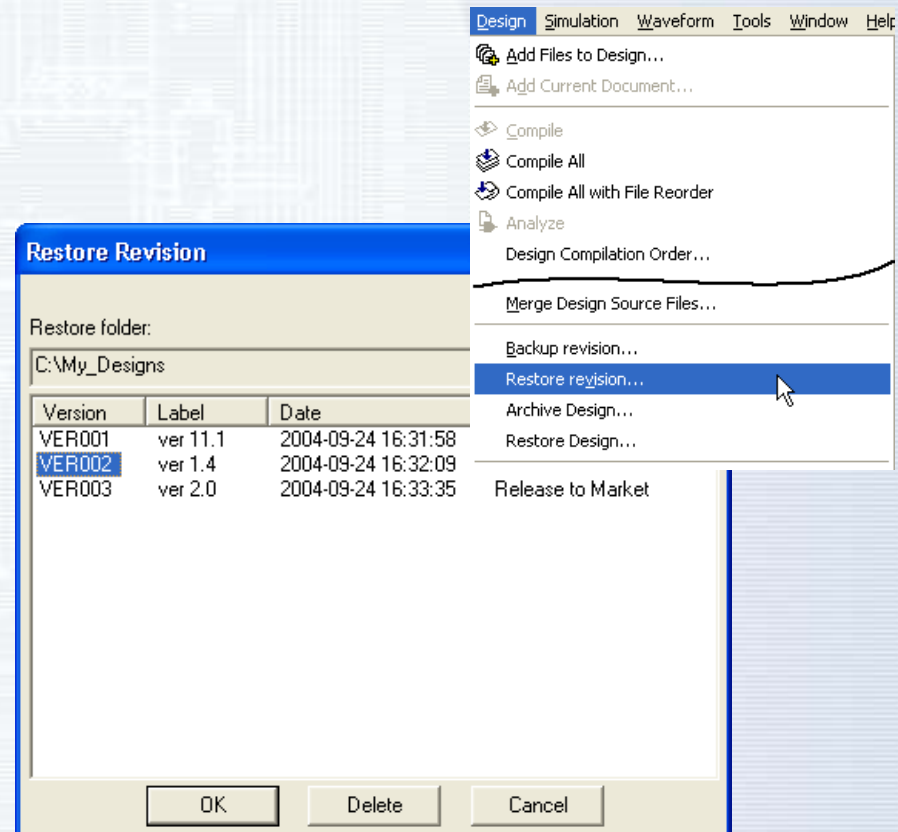 Design Simulation Waveform Tools Window Help
Add Files to Design...
Add Current Document...
Compile
Compile All
Compile All with File Reorder
Analyze
Design Compilation Order...
Merge Design Source Files...
Backup revision...
Restore revision...
Archive Design...
Restore Design...
Restore Revision
Restore folder:
C:\My_Designs
Version Label Date
VER001 ver 11.1 2004-09-24 16:31:58
VER002 ver 1.4 2004-09-24 16:32:09
VER003 ver 2.0 2004-09-24 16:33:35 Release to Market
OK Delete Cancel